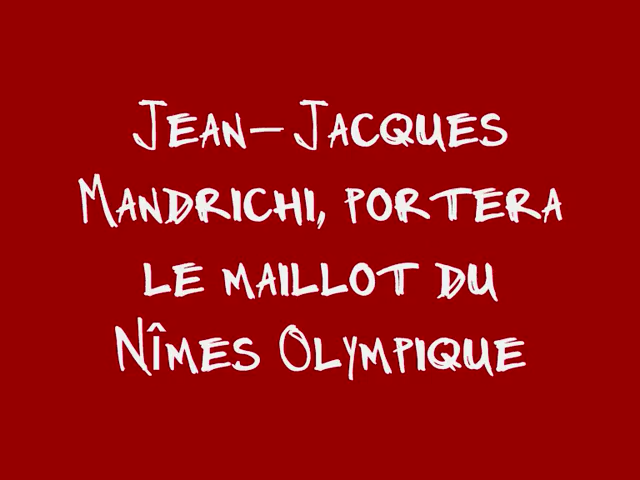 Jean-Jacques
Mandrichi, portera
le maillot du
Nîmes Olympique